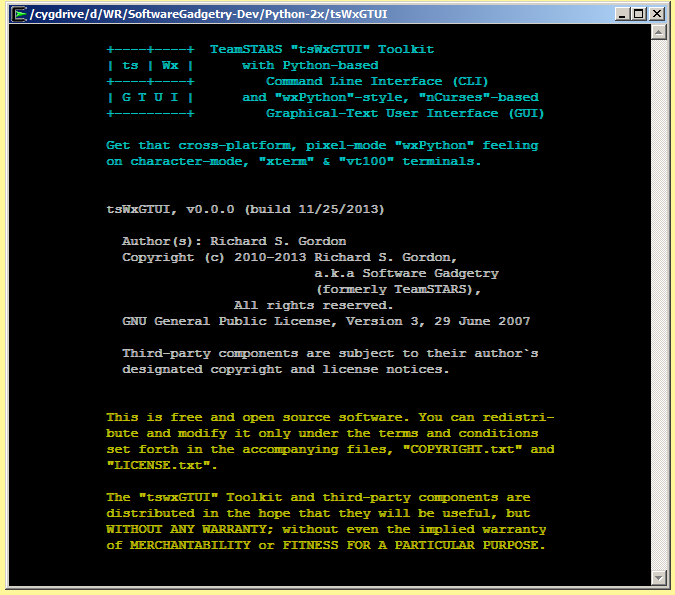 /cygdrive/d/WR/SoftwareGadgetry-Dev/Python-2x/tsWxGTUI
+----+----+  TeamSTARS "tsWxGTUI" Toolkit
| ts | Wx |      with Python-based
+----+----+         Command Line Interface (CLI)
| G T U I |      and "wxPython"-style, "nCurses"-based
+---------+         Graphical-Text User Interface (GUI)
Get that cross-platform, pixel-mode "wxPython" feeling
on character-mode, "xterm" & "vt100" terminals.
tsWxGTUI, v0.0.0 (build 11/25/2013)
Author(s): Richard S. Gordon
Copyright (c) 2010-2013 Richard S. Gordon,
a.k.a Software Gadgetry
(formerly TeamSTARS),
All rights reserved.
GNU General Public License, Version 3, 29 June 2007
Third-party components are subject to their author`s
designated copyright and license notices.
This is free and open source software. You can redistri-
bute and modify it only under the terms and conditions
set forth in the accompanying files, "COPYRIGHT.txt" and
"LICENSE.txt".
The "tswxGTUI" Toolkit and third-party components are
distributed in the hope that they will be useful, but
WITHOUT ANY WARRANTY; without even the implied warranty
of MERCHANTABILITY or FITNESS FOR A PARTICULAR PURPOSE.